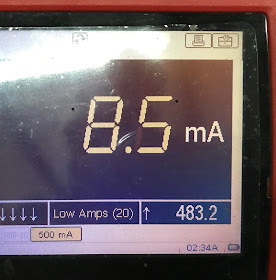 8.5 mA
↓↓↓↓ Low Amps (20) ↑ 483.2
500 mA
02:34A